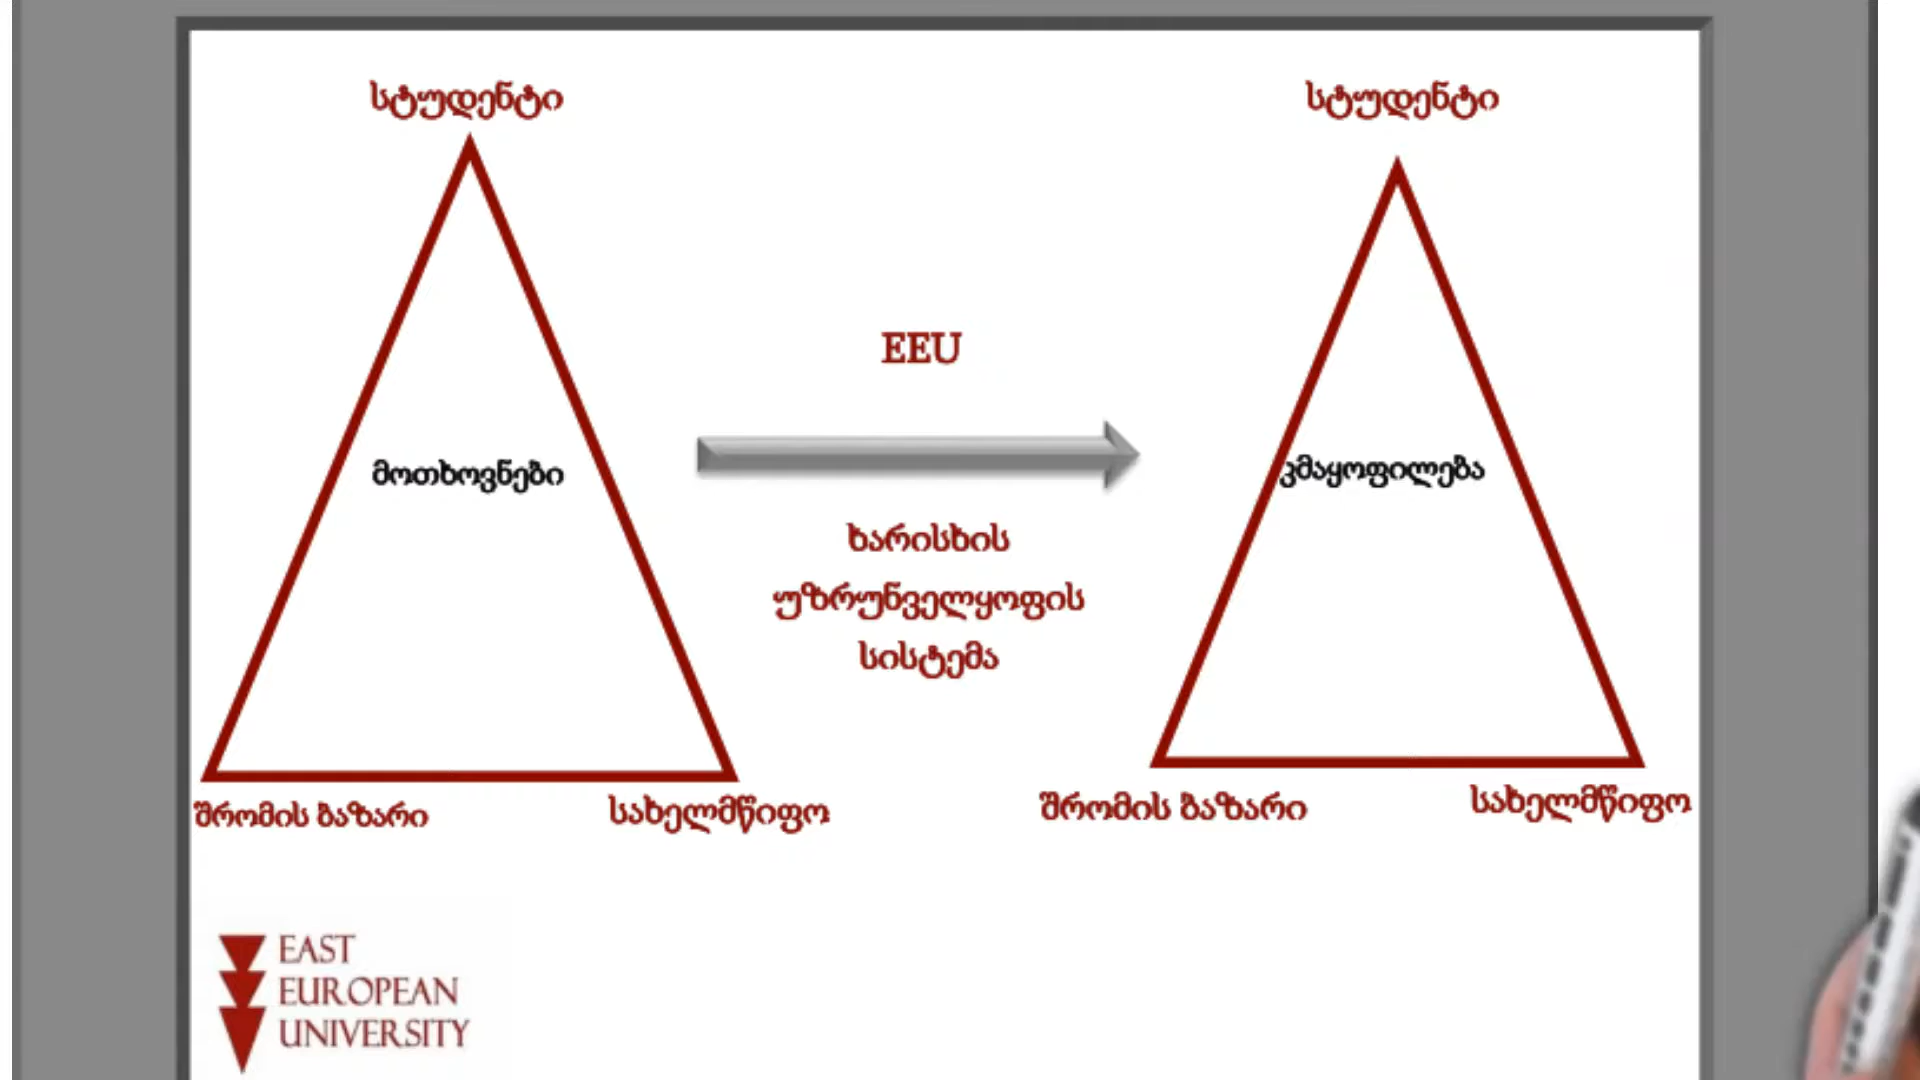 სტუდენტი
სტუდენტი
EEU
მოთხოვნები
კმაყოფილება
ხარისხის
უზრუნველყოფის
სისტემა
შრომის ბაზარი
სახელმწიფო
შრომის ბაზარი
სახელმწიფო
EAST
EUROPEAN
UNIVERSITY